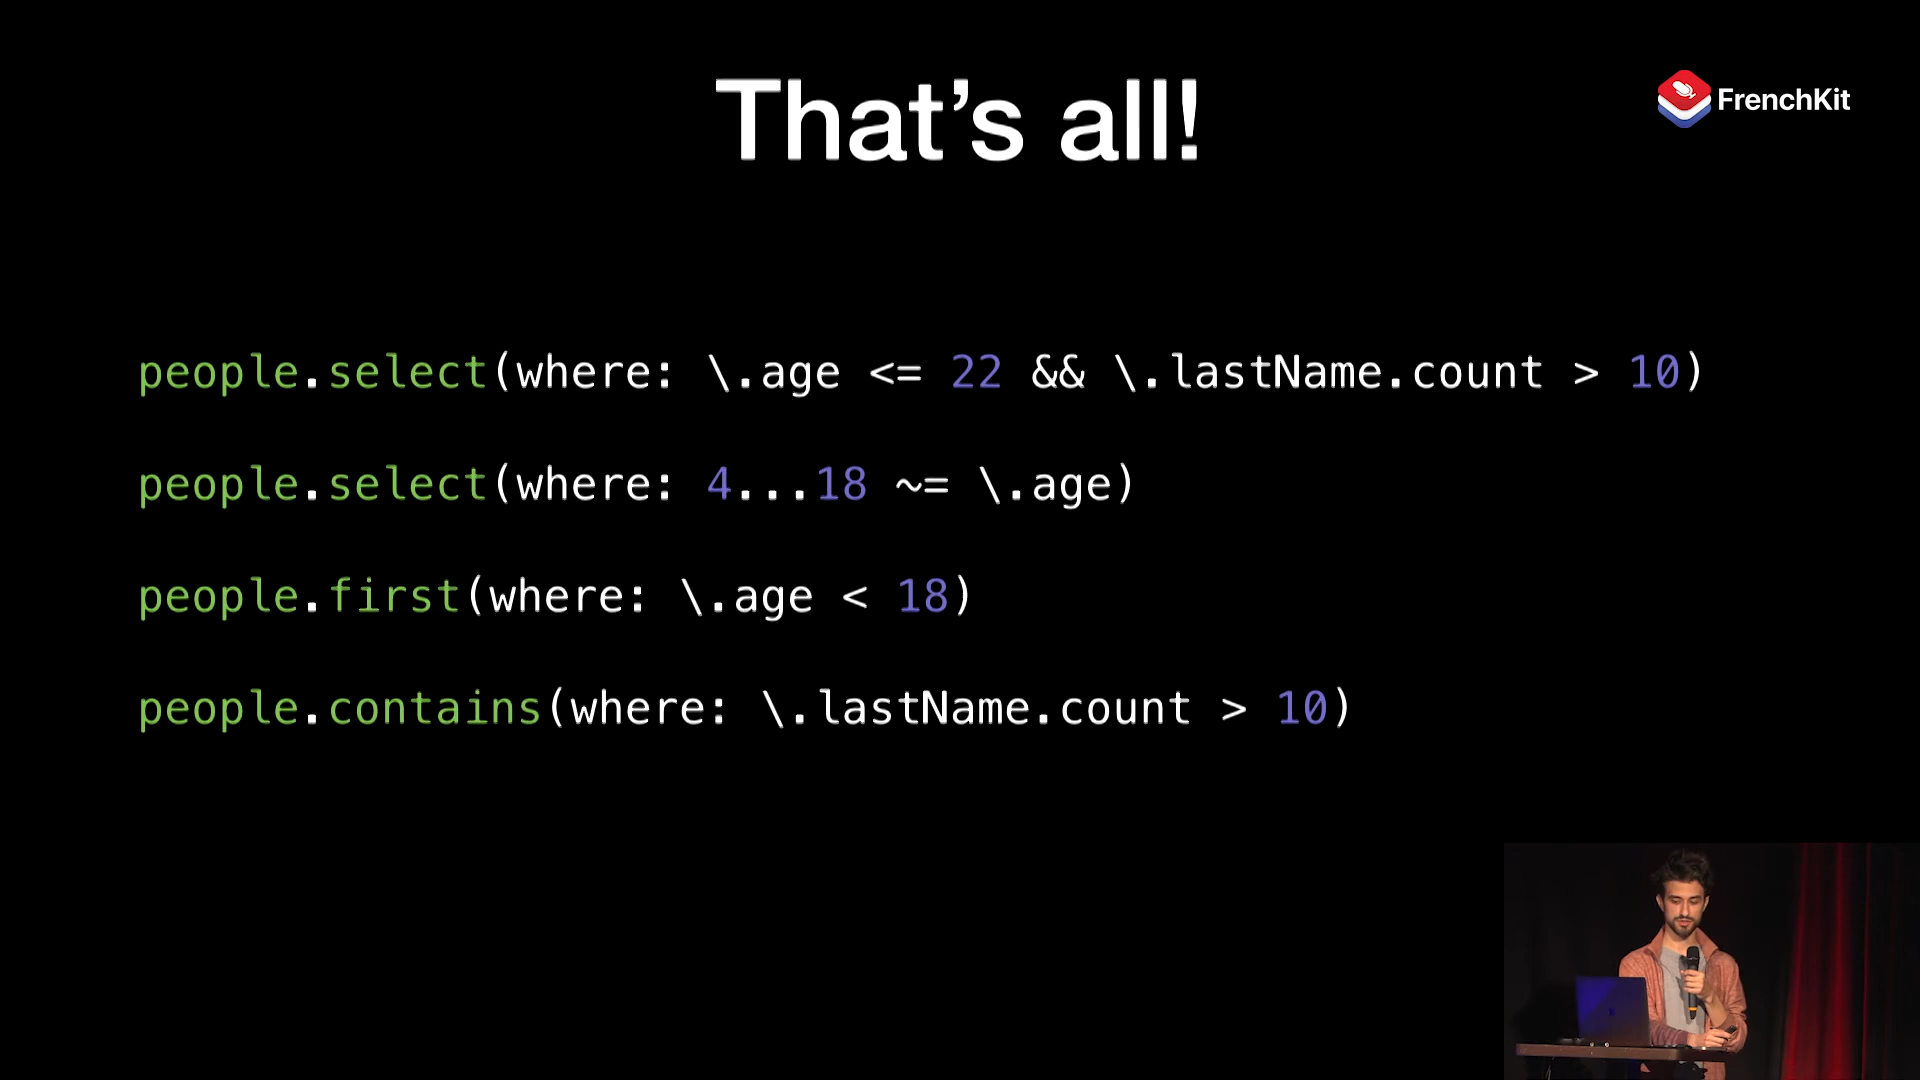 That’s all!
FrenchKit
people.select(where: \.age <= 22 && \.lastName.count > 10)
people.select(where: 4...18 ~= \.age)
people.first(where: \.age < 18)
people.contains(where: \.lastName.count > 10)